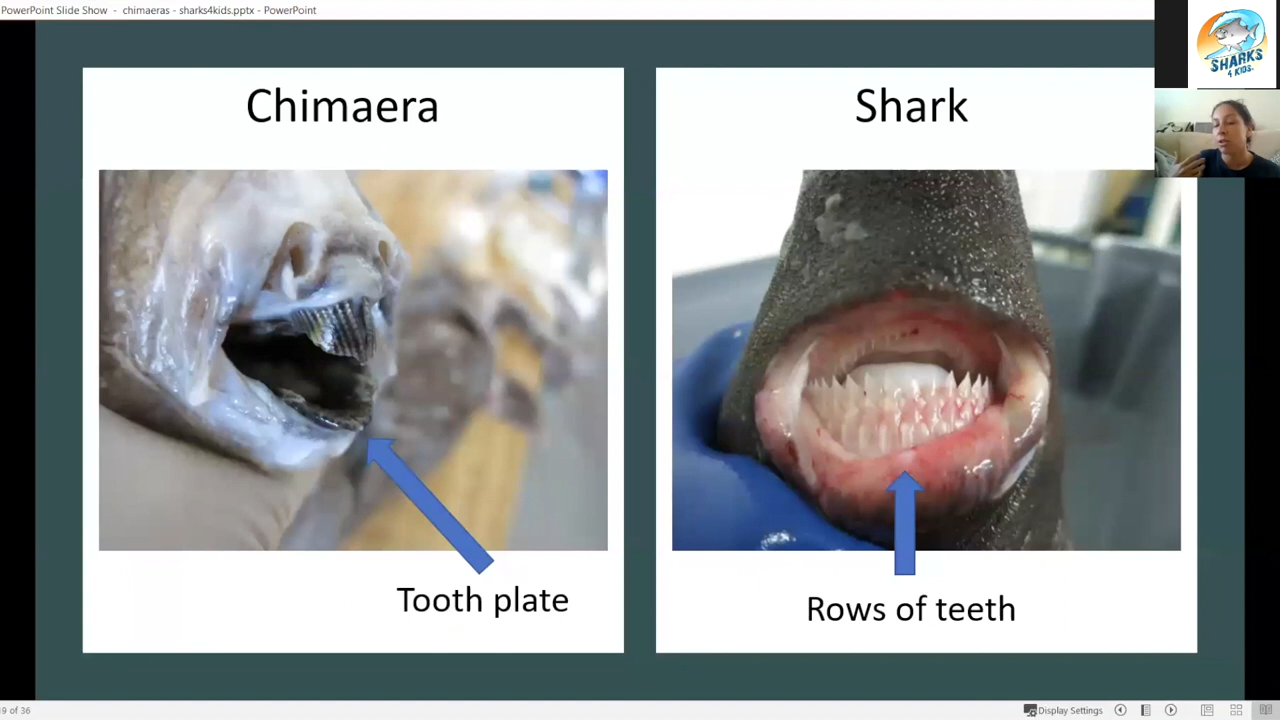 PowerPoint Slide Show - chimaeras - sharks4kids.pptx - PowerPoint
SHARKS
4 KIDS.
Chimaera
Shark
Tooth plate
Rows of teeth
9 of 36
Display Settings